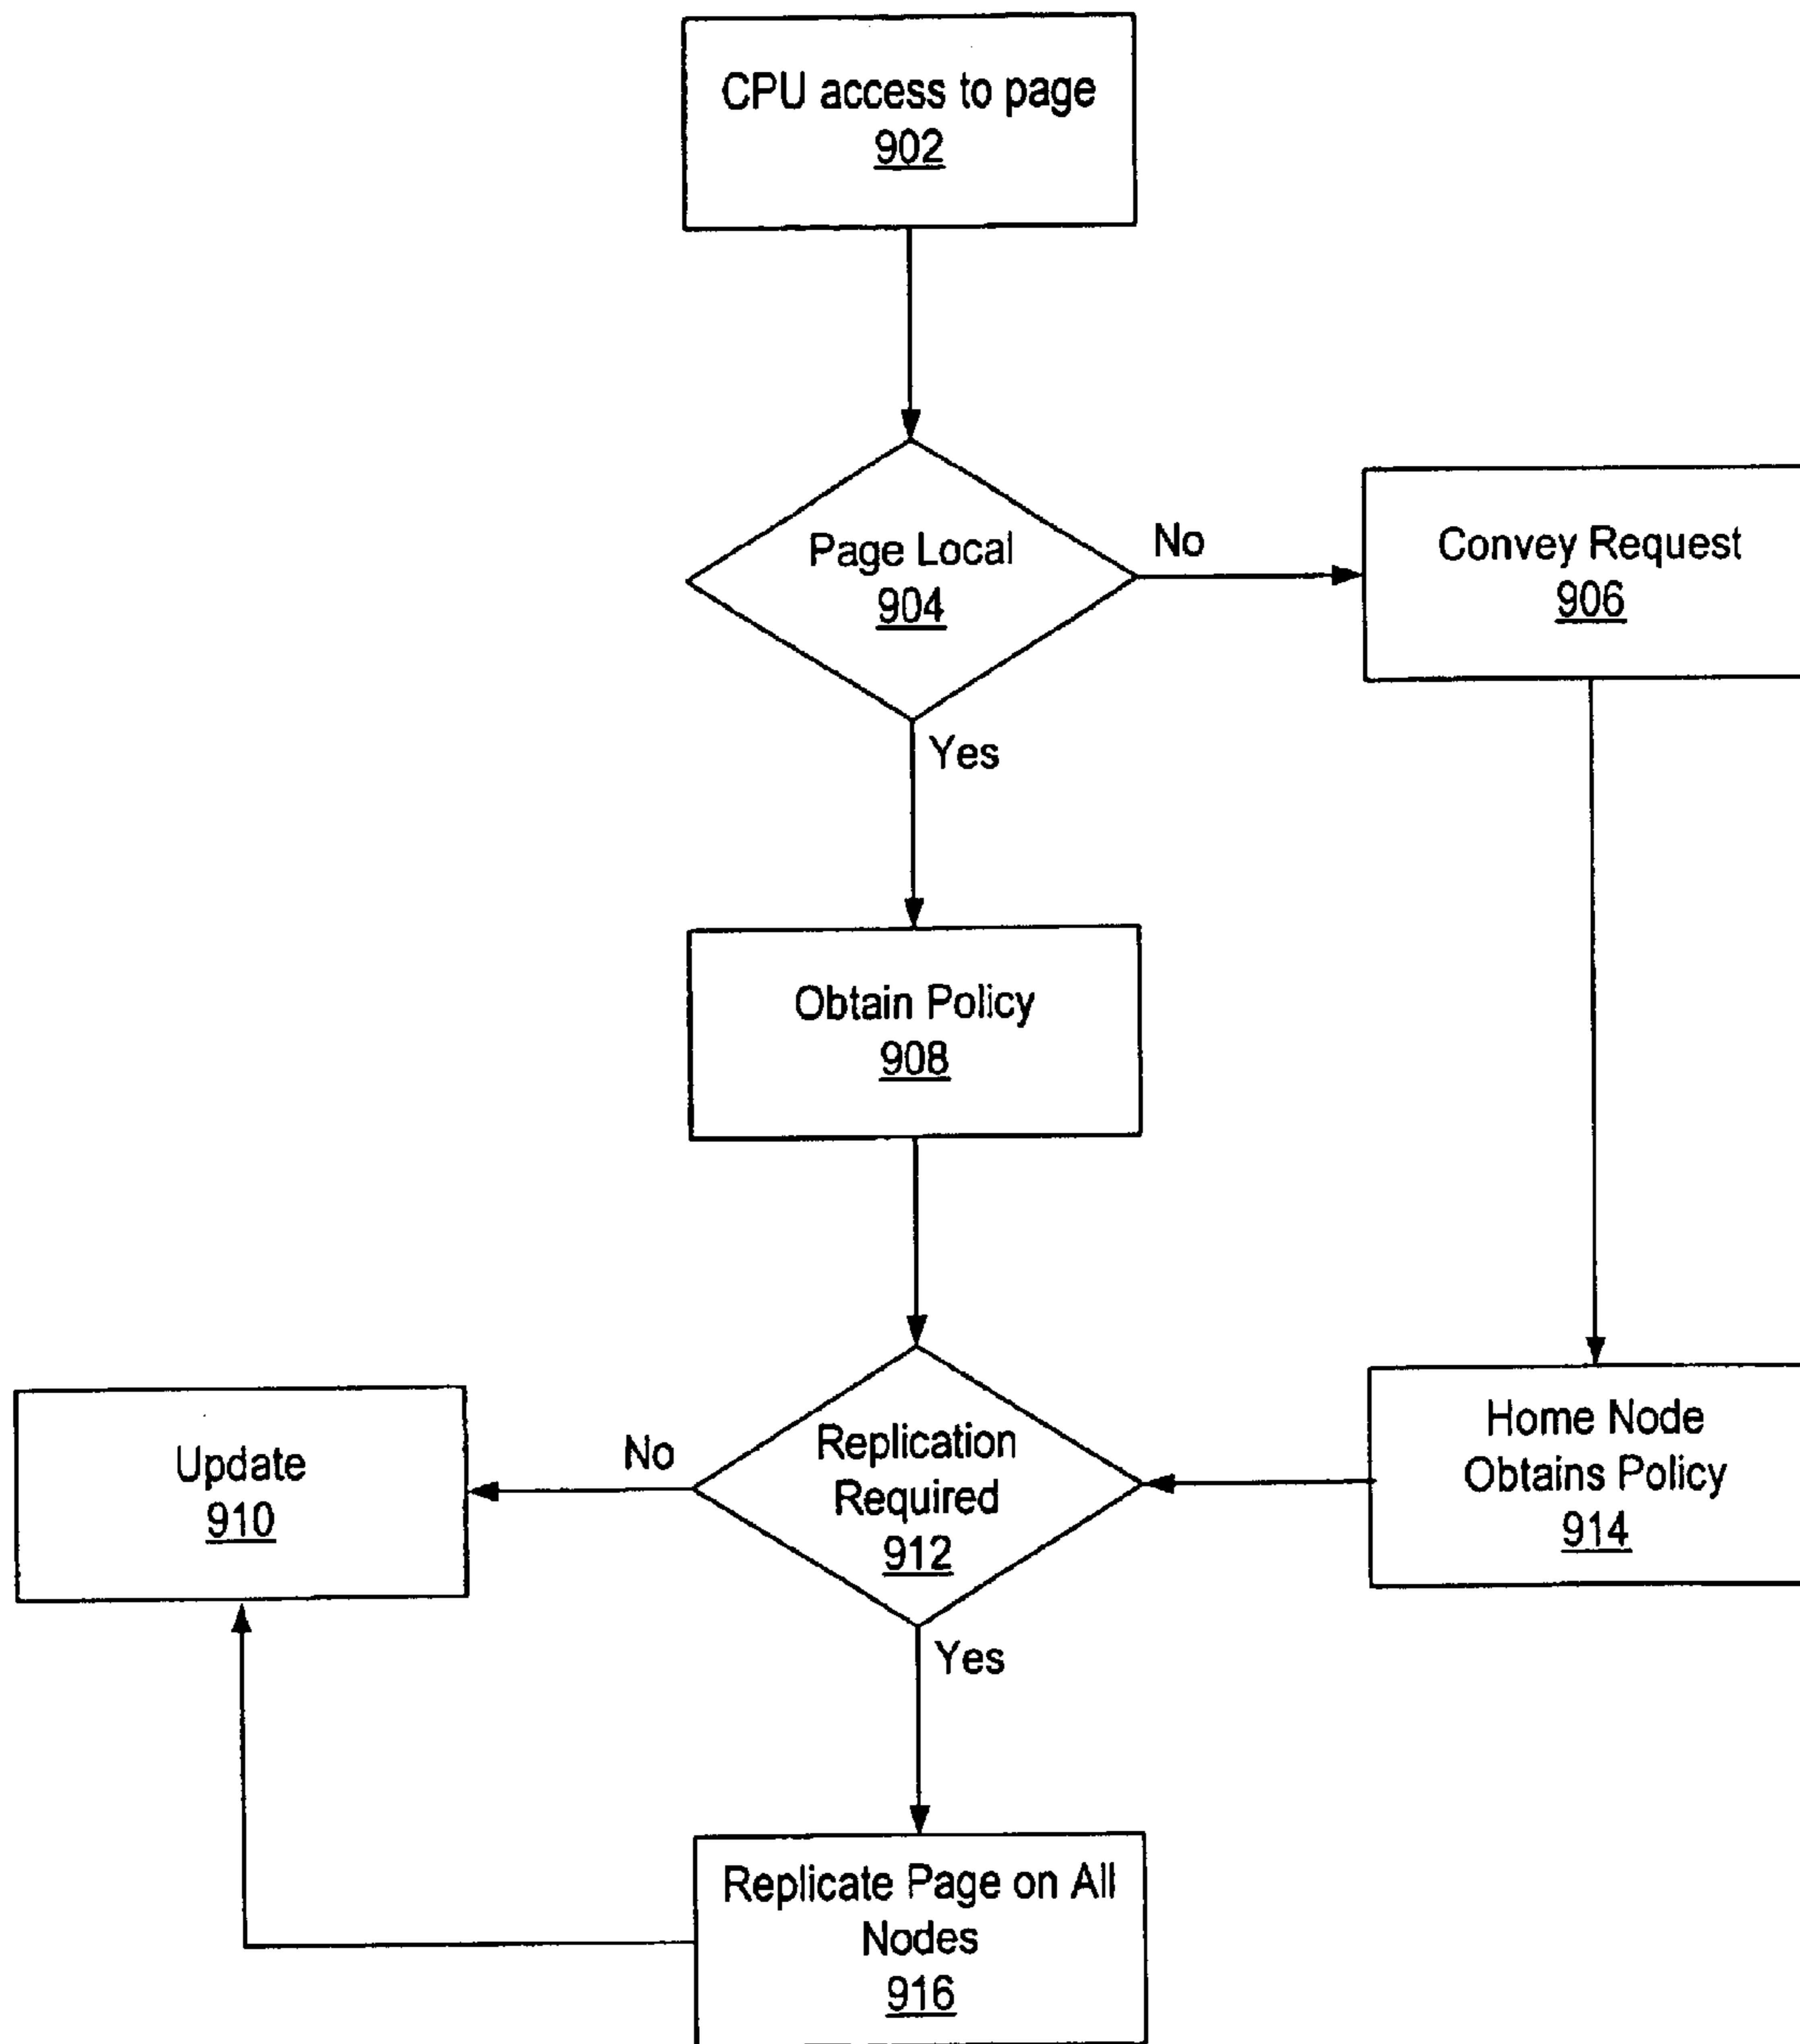 CPU access to page
902
Page Local
904
No
Convey Request
906
Yes
Obtain Policy
908
Update
910
No
Replication
Required
912
Home Node
Obtains Policy
914
Yes
Replicate Page on All
Nodes
916